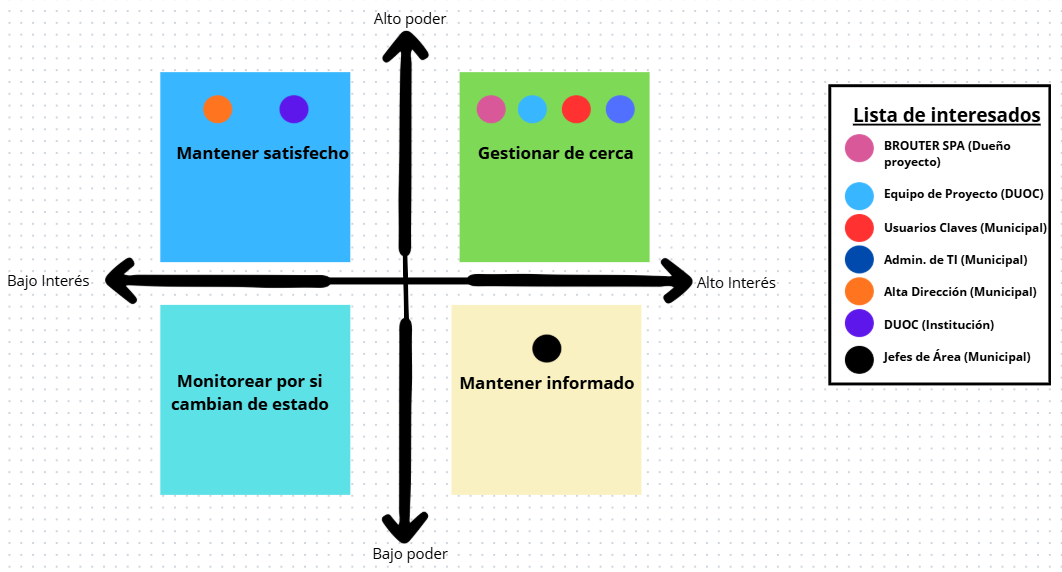 Alto poder
Mantener satisfecho
Gestionar de cerca
Bajo Interés
Alto Interés
Monitorear por si
cambian de estado
Mantener informado
Bajo poder
Lista de interesados
BROUTER SPA (Dueño
proyecto)
Equipo de Proyecto (DUOC)
Usuarios Claves (Municipal)
Admin. de TI (Municipal)
Alta Dirección (Municipal)
DUOC (Institución)
Jefes de Área (Municipal)